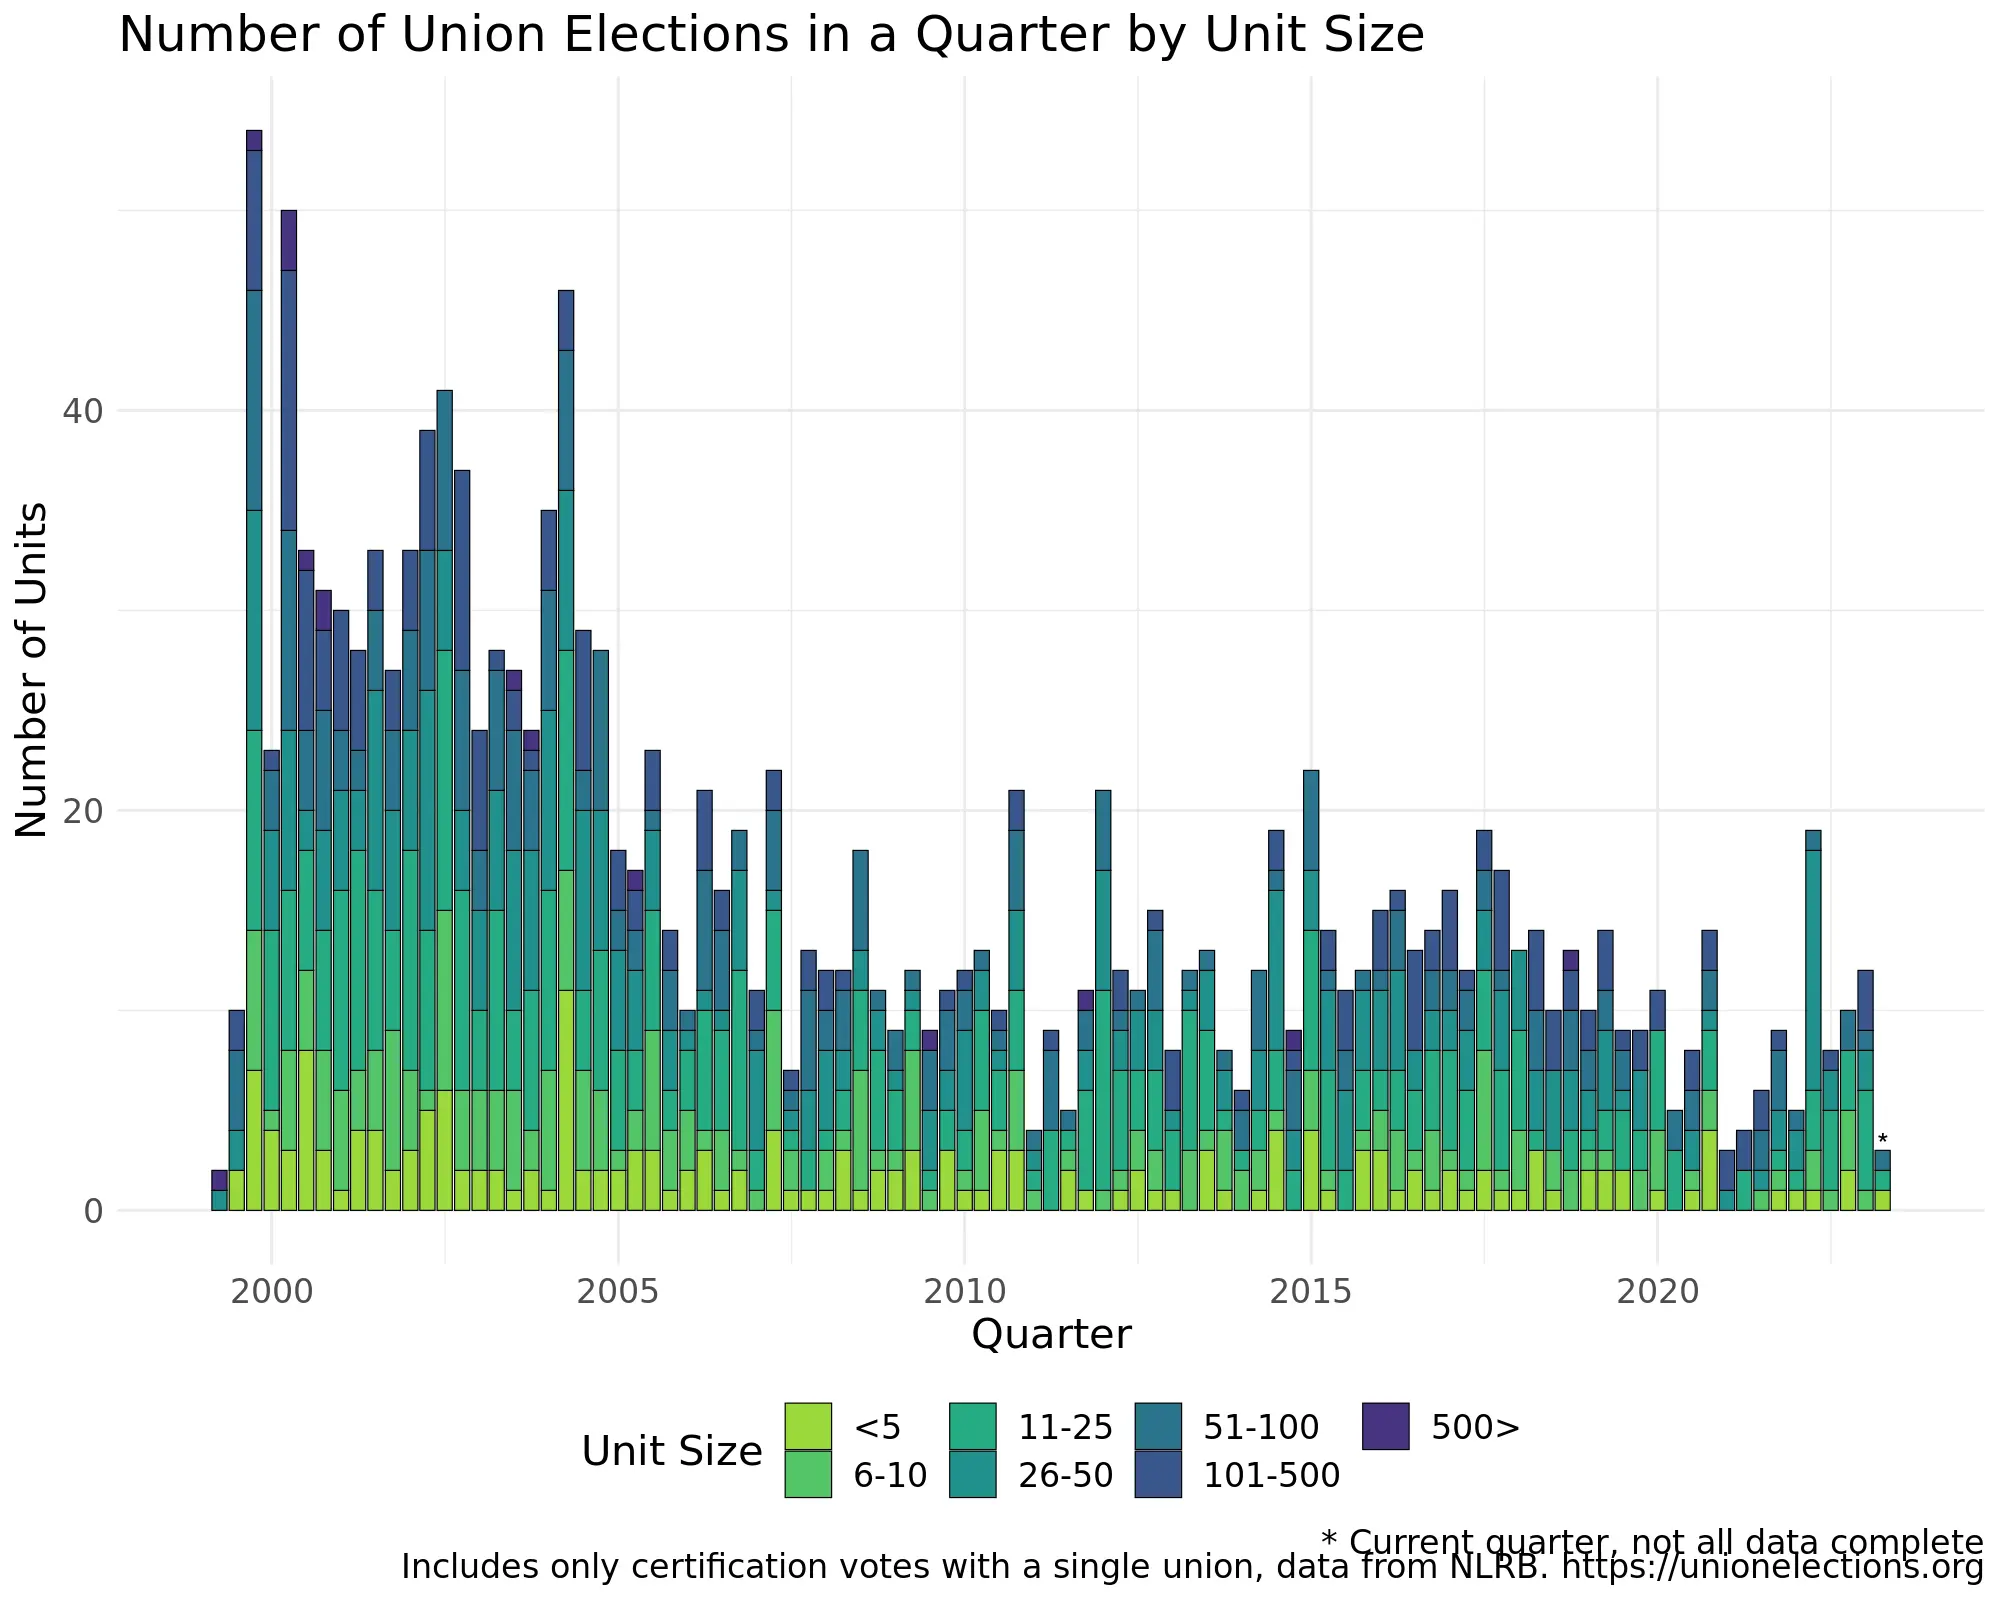 Number of Union Elections in a Quarter by Unit Size
Number of Units
40
20
0
*
2000 2005 2010 2015 2020
Quarter
Unit Size
<5 11-25 51-100 500>
6-10 26-50 101-500
* Current quarter, not all data complete
Includes only certification votes with a single union, data from NLRB. https://unionelections.org